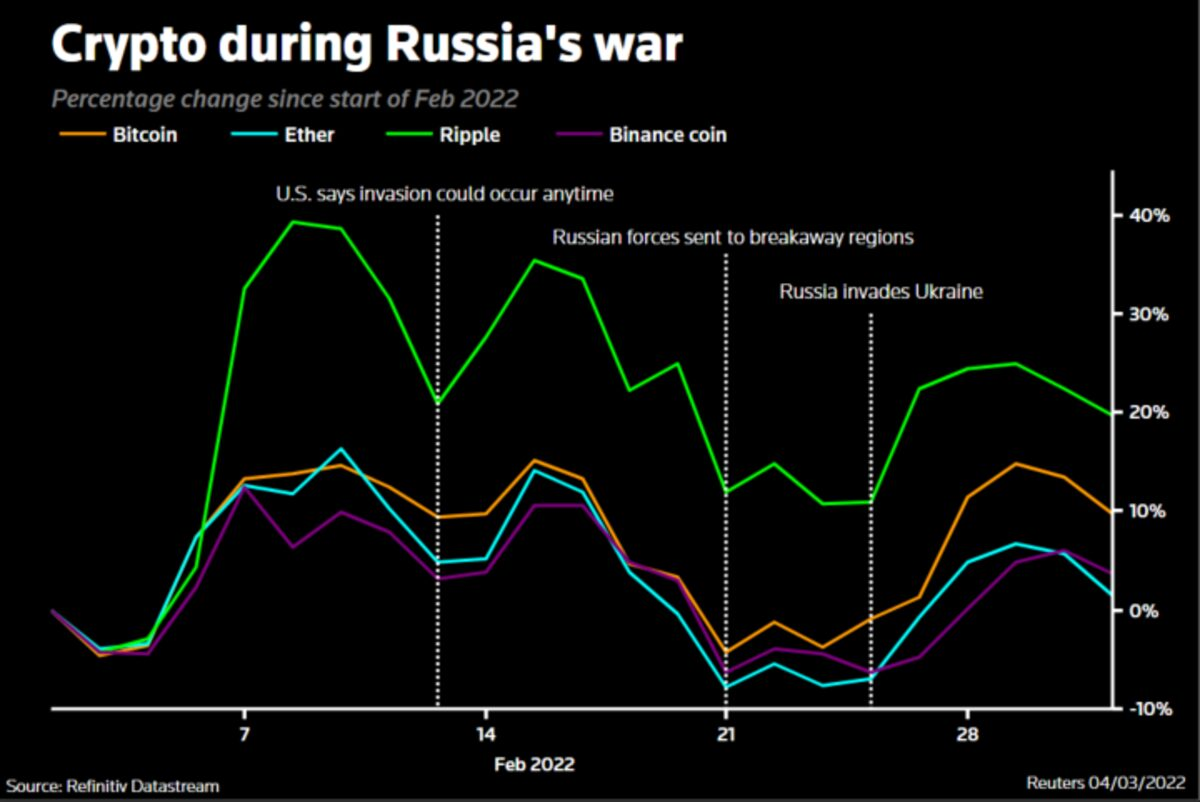 Crypto during Russia's war
Percentage change since start of Feb 2022
Bitcoin Ether Ripple Binance coin
U.S. says invasion could occur anytime
Russian forces sent to breakaway regions
Russia invades Ukraine
40%
30%
20%
10%
0%
-10%
7 14 21 28
Feb 2022
Source: Refinitiv Datastream
Reuters 04/03/2022